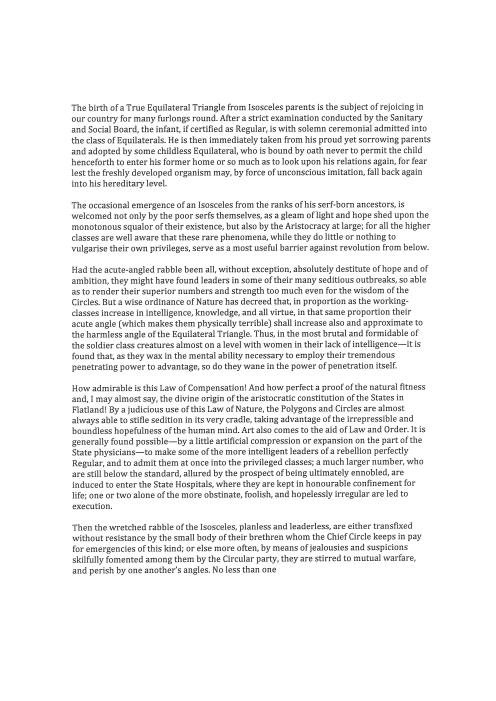 The birth of a True Equilateral Triangle from Isosceles parents is the subject of rejoicing in
our country for many furlongs round. After a strict examination conducted by the Sanitary
and Social Board, the infant, if certified as Regular, is with solemn ceremonial admitted into
the class of Equilaterals. He is then immediately taken from his proud yet sorrowing parents
and adopted by some childless Equilateral, who is bound by oath never to permit the child
henceforth to enter his former home or so much as to look upon his relations again, for fear
lest the freshly developed organism may, by force of unconscious imitation, fall back again
into his hereditary level.

The occasional emergence of an Isosceles from the ranks of his serf-born ancestors, is
welcomed not only by the poor serfs themselves, as a gleam of light and hope shed upon the
monotonous squalor of their existence, but also by the Aristocracy at large; for all the higher
classes are well aware that these rare phenomena, while they do little or nothing to
vulgarise their own privileges, serve as a most useful barrier against revolution from below.

Had the acute-angled rabble been all, without exception, absolutely destitute of hope and of
ambition, they might have found leaders in some of their many seditious outbreaks, so able
as to render their superior numbers and strength too much even for the wisdom of the
Circles. But a wise ordinance of Nature has decreed that, in proportion as the working-
classes increase in intelligence, knowledge, and all virtue, in that same proportion their
acute angle (which makes them physically terrible) shall increase also and approximate to
the harmless angle of the Equilateral Triangle. Thus, in the most brutal and formidable of
the soldier class creatures almost on a level with women in their lack of intelligence—it is
found that, as they wax in the mental ability necessary to employ their tremendous
penetrating power to advantage, so do they wane in the power of penetration itself.

How admirable is this Law of Compensation! And how perfect a proof of the natural fitness
and, I may almost say, the divine origin of the aristocratic constitution of the States in
Flatland! By a judicious use of this Law of Nature, the Polygons and Circles are almost
always able to stifle sedition in its very cradle, taking advantage of the irrepressible and
boundless hopefulness of the human mind. Art also comes to the aid of Law and Order. It is
generally found possible—by a little artificial compression or expansion on the part of the
State physicians—to make some of the more intelligent leaders of a rebellion perfectly
Regular, and to admit them at once into the privileged classes; a much larger number, who
are still below the standard, allured by the prospect of being ultimately ennobled, are
induced to enter the State Hospitals, where they are kept in honourable confinement for
life; one or two alone of the more obstinate, foolish, and hopelessly irregular are led to
execution.

Then the wretched rabble of the Isosceles, planless and leaderless, are either transfixed
without resistance by the small body of their brethren whom the Chief Circle keeps in pay
for emergencies of this kind; or else more often, by means of jealousies and suspicions
skilfully fomented among them by the Circular party, they are stirred to mutual warfare,
and perish by one another's angles. No less than one